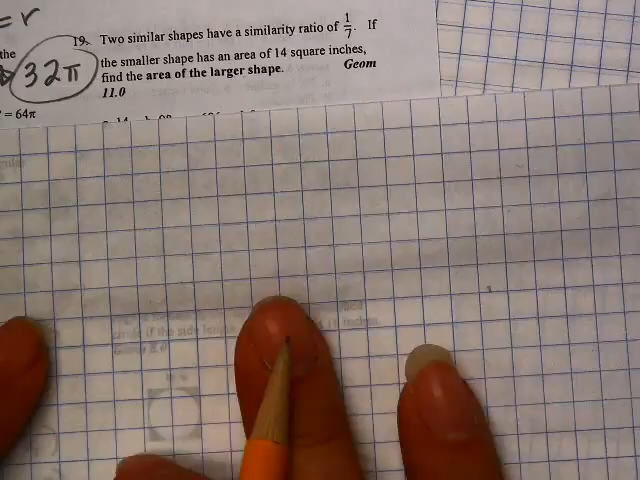 = r
the
32π
= 64π
19. Two similar shapes have a similarity ratio of 1/7. If
the smaller shape has an area of 14 square inches,
find the area of the larger shape. Geom
11.0